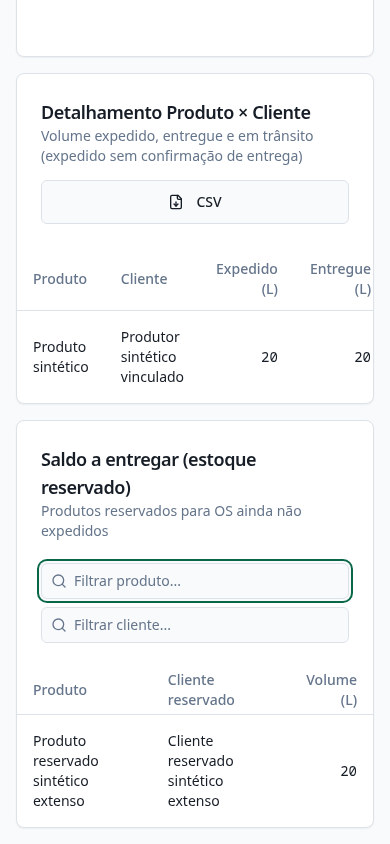 Detalhamento Produto × Cliente
Volume expedido, entregue e em trânsito
(expedido sem confirmação de entrega)
CSV
Produto Cliente Expedido (L) Entregue (L)
Produto sintético Produtor sintético vinculado 20 20
Saldo a entregar (estoque
reservado)
Produtos reservados para OS ainda não
expedidos
Filtrar produto...
Filtrar cliente...
Produto Cliente reservado Volume (L)
Produto reservado sintético extenso Cliente reservado sintético extenso 20